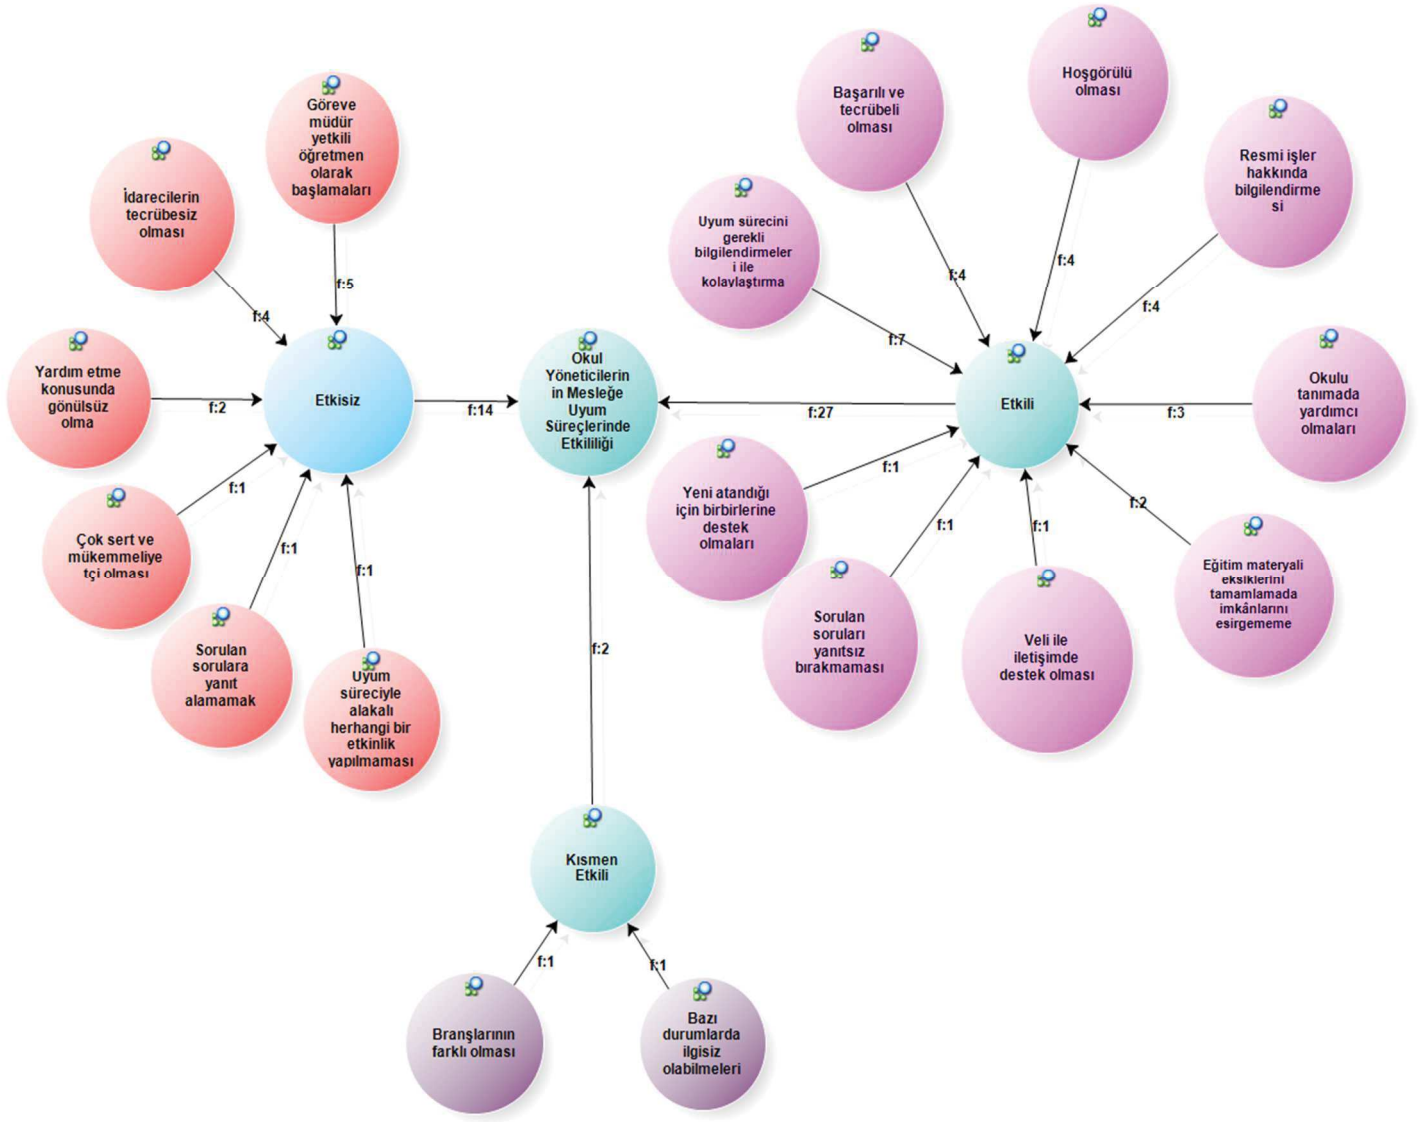 Göreve
müdür
yetkili
öğretmen
olarak
başlamaları
İdarecilerin
tecrübesiz
olması
Yardım etme
konusunda
gönülsüz
olma
Çok sert ve
mükemmeliye
tçi olması
Sorulan
sorulara
yanıt
alamamak
Uyum
süreciyle
alakalı
herhangi bir
etkinlik
yapılmaması
f:5
f:4
f:2
f:1
f:1
f:1
Etkisiz
f:14
Okul
Yöneticilerin
in Mesleğe
Uyum
Süreçlerinde
Etkililiği
f:27
Etkili
Başarılı ve
tecrübeli
olması
Hoşgörülü
olması
Resmi işler
hakkında
bilgilendirme
si
Uyum sürecini
gerekli
bilgilendirmeler
i ile
kolaylaştırma
f:4
f:4
f:4
f:7
Okulu
tanımada
yardımcı
olmaları
f:3
Yeni atandığı
için birbirlerine
destek
olmaları
f:1
Sorulan
soruları
yanıtsız
bırakmaması
f:1
Veli ile
iletişimde
destek olması
f:1
Eğitim materyali
eksiklerini
tamamlamada
imkânlarını
esirgememe
f:2
f:2
Kısmen
Etkili
f:1
f:1
Branşlarının
farklı olması
Bazı
durumlarda
ilgisiz
olabilmeleri